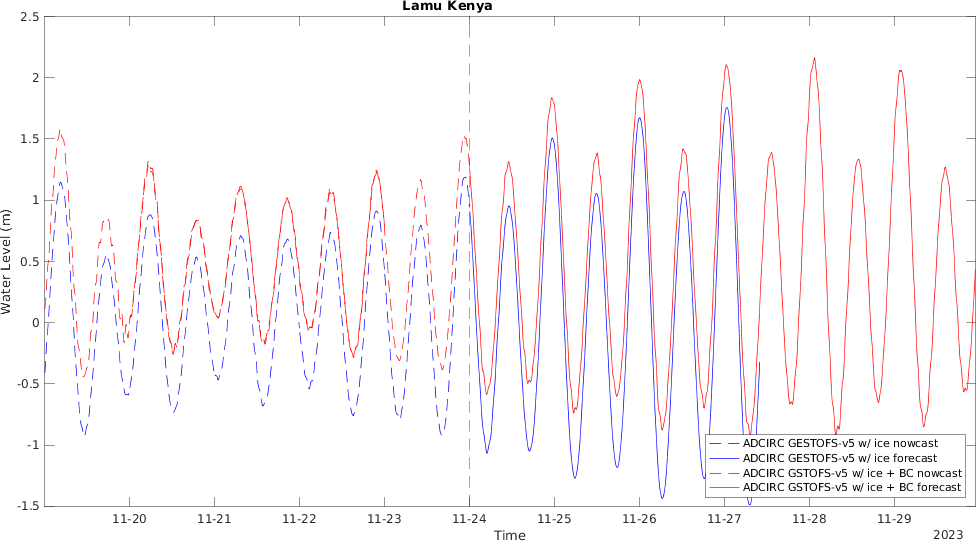 Lamu Kenya
2.5
2
1.5
1
0.5
0
-0.5
-1
-1.5
Water Level (m)
ADCIRC GESTOFS-v5 w/ ice nowcast
ADCIRC GESTOFS-v5 w/ ice forecast
ADCIRC GSTOFS-v5 w/ ice + BC nowcast
ADCIRC GSTOFS-v5 w/ ice + BC forecast
11-20 11-21 11-22 11-23 11-24 11-25 11-26 11-27 11-28 11-29
Time
2023